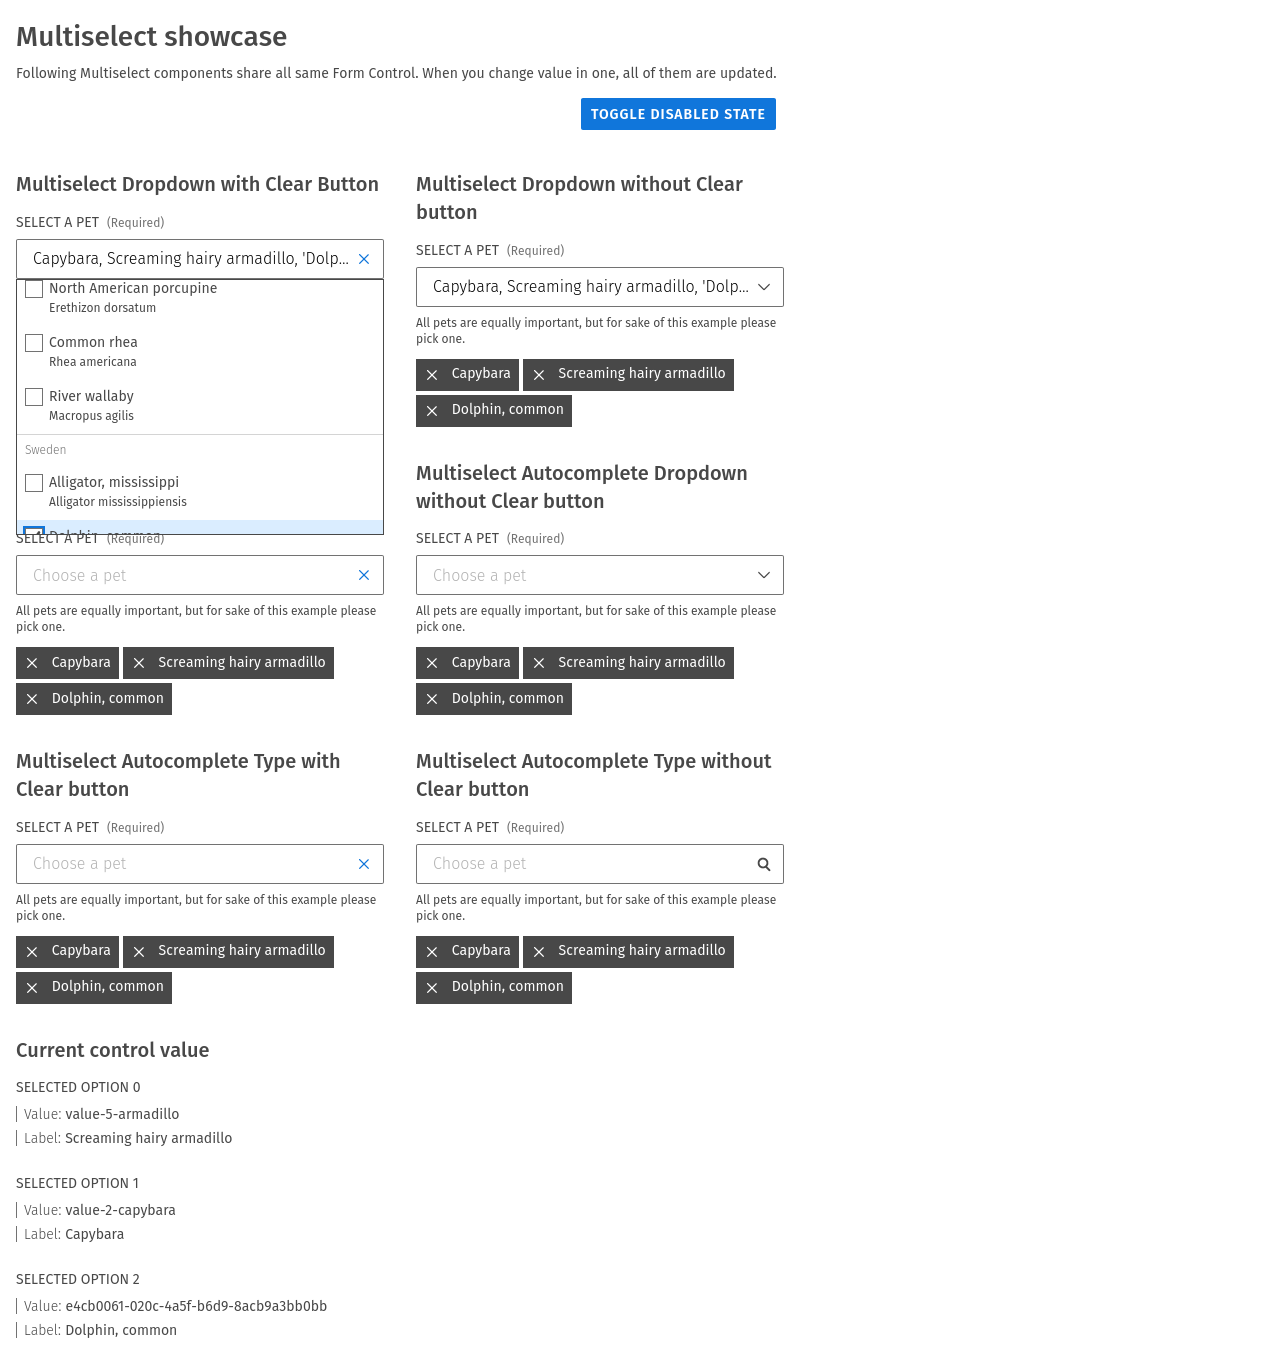 Multiselect showcase
Following Multiselect components share all same Form Control. When you change value in one, all of them are updated.
TOGGLE DISABLED STATE
Multiselect Dropdown with Clear Button
SELECT A PET (Required)
Capybara, Screaming hairy armadillo, 'Dolp...
North American porcupine
Erethizon dorsatum
Common rhea
Rhea americana
River wallaby
Macropus agilis
Sweden
Alligator, mississippi
Alligator mississippiensis
Dolphin, common
Multiselect Dropdown without Clear
button
SELECT A PET (Required)
Capybara, Screaming hairy armadillo, 'Dolp...
All pets are equally important, but for sake of this example please
pick one.
Capybara
Screaming hairy armadillo
Dolphin, common
SELECT A PET (Required)
Choose a pet
All pets are equally important, but for sake of this example please
pick one.
Capybara
Screaming hairy armadillo
Dolphin, common
Multiselect Autocomplete Dropdown
without Clear button
SELECT A PET (Required)
Choose a pet
All pets are equally important, but for sake of this example please
pick one.
Capybara
Screaming hairy armadillo
Dolphin, common
Multiselect Autocomplete Type with
Clear button
SELECT A PET (Required)
Choose a pet
All pets are equally important, but for sake of this example please
pick one.
Capybara
Screaming hairy armadillo
Dolphin, common
Multiselect Autocomplete Type without
Clear button
SELECT A PET (Required)
Choose a pet
All pets are equally important, but for sake of this example please
pick one.
Capybara
Screaming hairy armadillo
Dolphin, common
Current control value
SELECTED OPTION 0
Value: value-5-armadillo
Label: Screaming hairy armadillo
SELECTED OPTION 1
Value: value-2-capybara
Label: Capybara
SELECTED OPTION 2
Value: e4cb0061-020c-4a5f-b6d9-8acb9a3bb0bb
Label: Dolphin, common